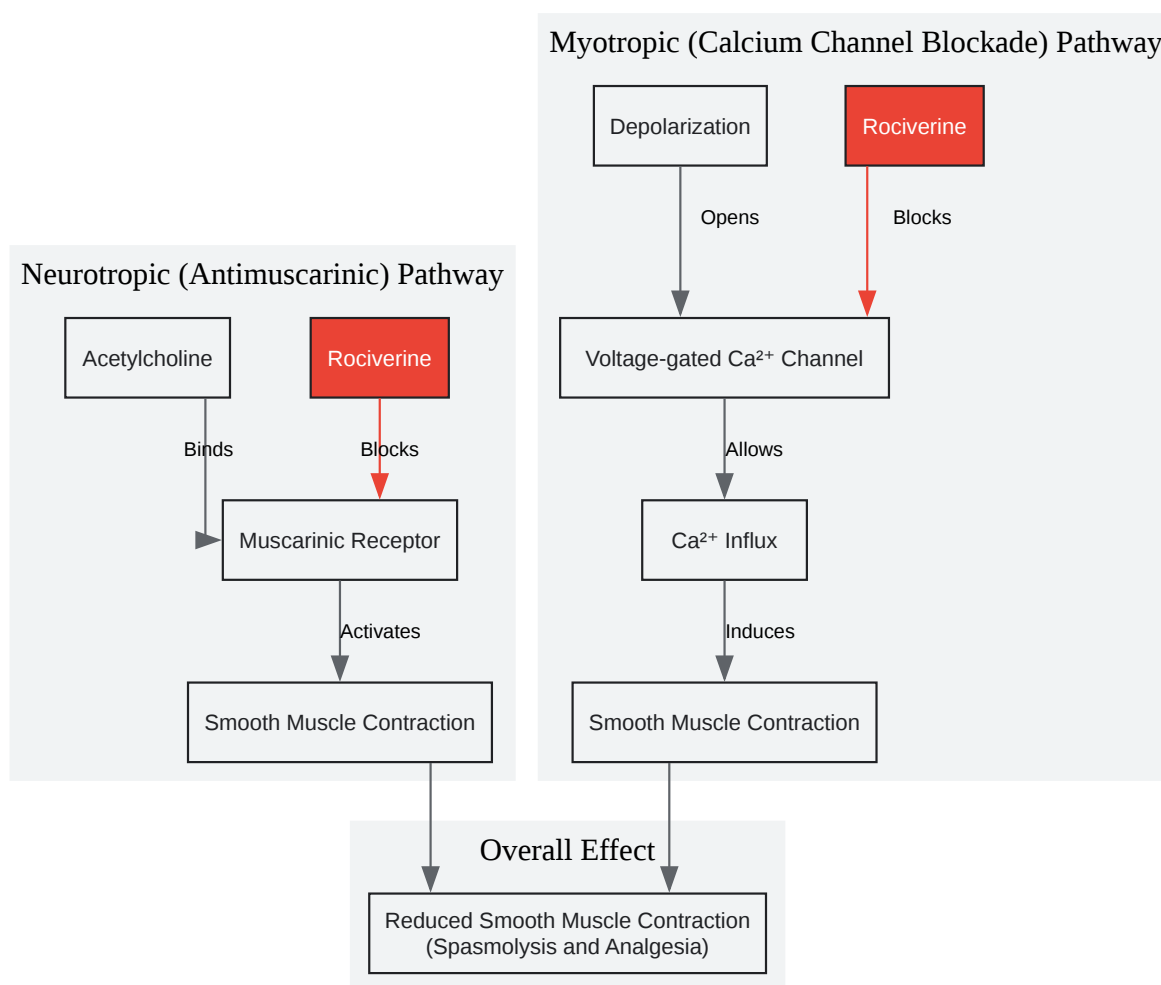 Myotropic (Calcium Channel Blockade) Pathway
Depolarization
Rociverine
Opens
Blocks
Neurotropic (Antimuscarinic) Pathway
Acetylcholine
Rociverine
Voltage-gated Ca²⁺ Channel
Binds
Blocks
Allows
Muscarinic Receptor
Ca²⁺ Influx
Activates
Induces
Smooth Muscle Contraction
Smooth Muscle Contraction
Overall Effect
Reduced Smooth Muscle Contraction
(Spasmolysis and Analgesia)